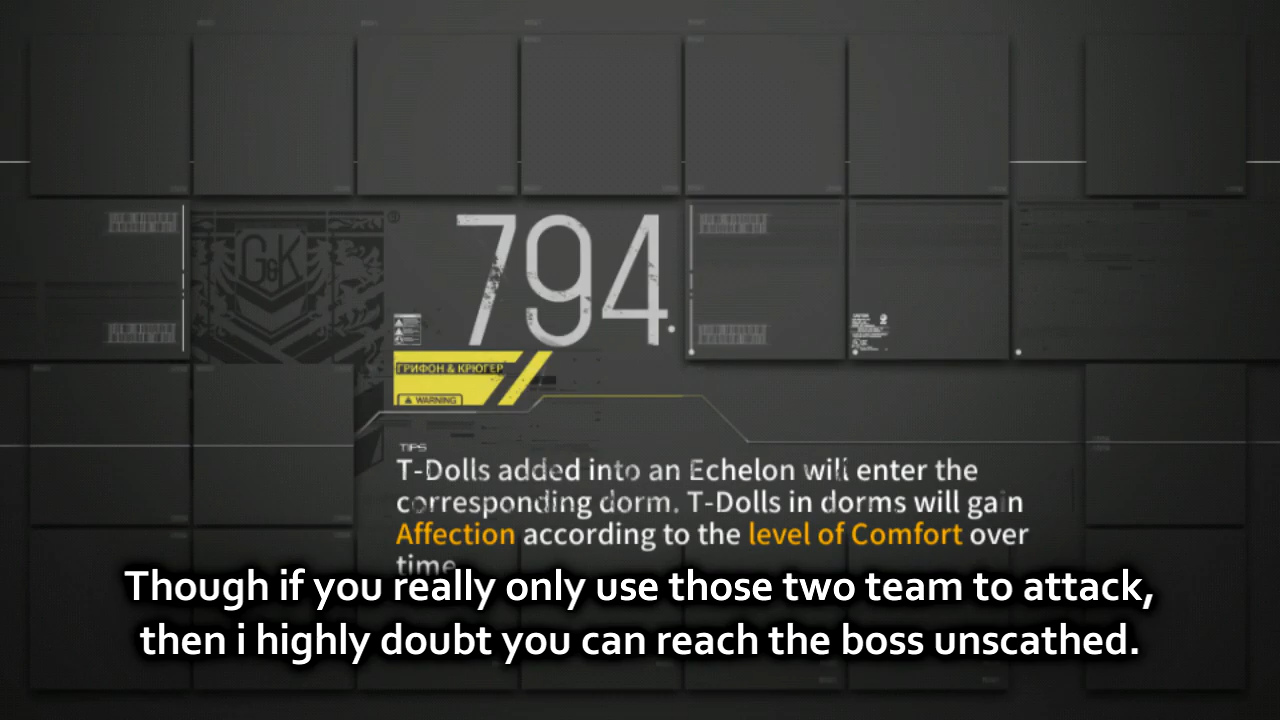 G&K
794.
ГРИФОН & КРЮГЕР
WARNING
TIPS
T-Dolls added into an Echelon will enter the
corresponding dorm. T-Dolls in dorms will gain
Affection according to the level of Comfort over
time.
Though if you really only use those two team to attack,
then i highly doubt you can reach the boss unscathed.